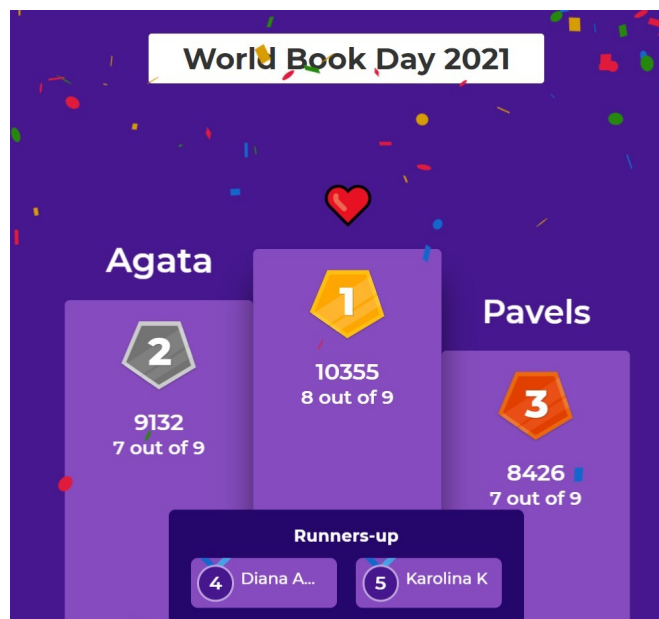 World Book Day 2021
Agata
1
Pavels
2
10355
8 out of 9
3
9132
7 out of 9
8426
7 out of 9
Runners-up
4 Diana A...
5 Karolina K